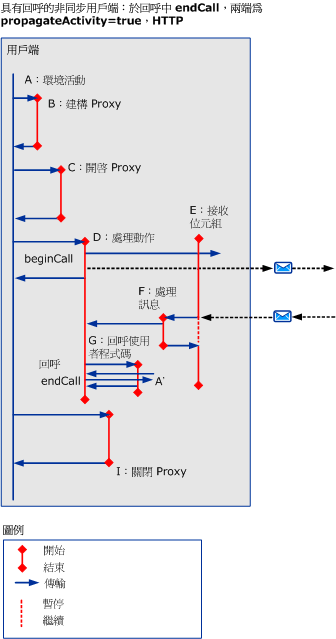 具有回呼的非同步用戶端：於回呼中 endCall，兩端為
propagateActivity=true，HTTP
用戶端
A：環境活動
B：建構 Proxy
C：開啓 Proxy
E：接收
位元組
D：處理動作
beginCall
F：處理
訊息
G：回呼使用
者程式碼
回呼
endCall
A'
I：關閉 Proxy
圖例
開始
結束
傳輸
暫停
繼續